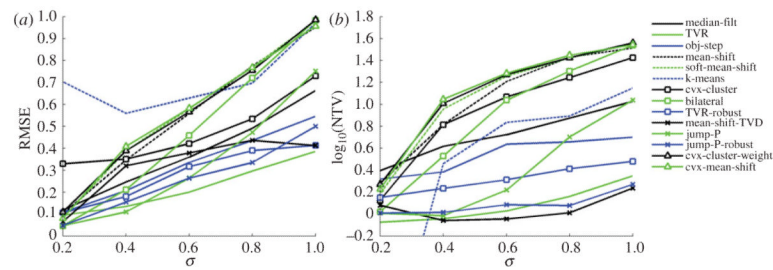 (a)
RMSE
1.0
0.9
0.8
0.7
0.6
0.5
0.4
0.3
0.2
0.1
0
0.2
0.4
0.6
0.8
1.0
σ
(b)
log10(NTV)
1.8
1.6
1.4
1.2
1.0
0.8
0.6
0.4
0.2
0
−0.2
0.2
0.4
0.6
0.8
1.0
σ
median-filt
TVR
obj-step
mean-shift
soft-mean-shift
k-means
cvx-cluster
bilateral
TVR-robust
mean-shift-TVD
jump-P
jump-P-robust
cvx-cluster-weight
cvx-mean-shift